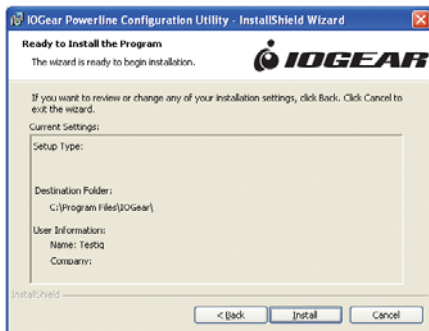 IOGear Powerline Configuration Utility - InstallShield Wizard
Ready to Install the Program
The wizard is ready to begin installation.
IOGEAR
If you want to review or change any of your installation settings, click Back. Click Cancel to
exit the wizard.
Current Settings:
Setup Type:
Destination Folder:
C:\Program Files\IOGear\
User Information:
Name: Testiq
Company:
InstallShield
< Back
Install
Cancel